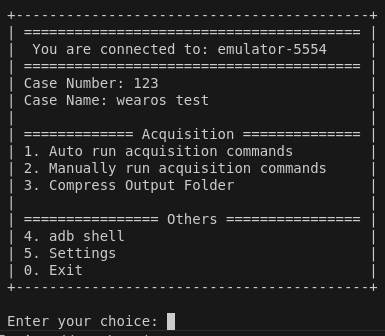 +------------------------------------------+
| ======================================== |
|  You are connected to: emulator-5554     |
| ======================================== |
| Case Number: 123                         |
| Case Name: wearos test                   |
|                                          |
| ============= Acquisition ============== |
| 1. Auto run acquisition commands         |
| 2. Manually run acquisition commands     |
| 3. Compress Output Folder                |
|                                          |
| ================ Others ================ |
| 4. adb shell                             |
| 5. Settings                              |
| 0. Exit                                  |
+------------------------------------------+
Enter your choice: